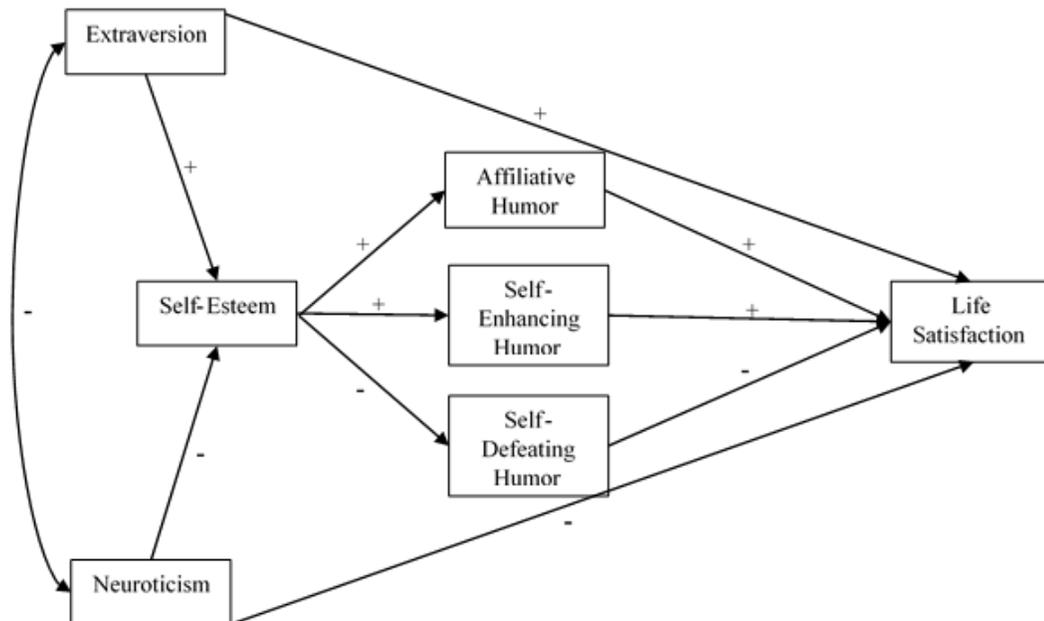 Extraversion
+
+
Affiliative
Humor
+
+
Self-Esteem
+
Self-
Enhancing
Humor
+
Life
Satisfaction
-
-
-
Self-
Defeating
Humor
-
-
Neuroticism